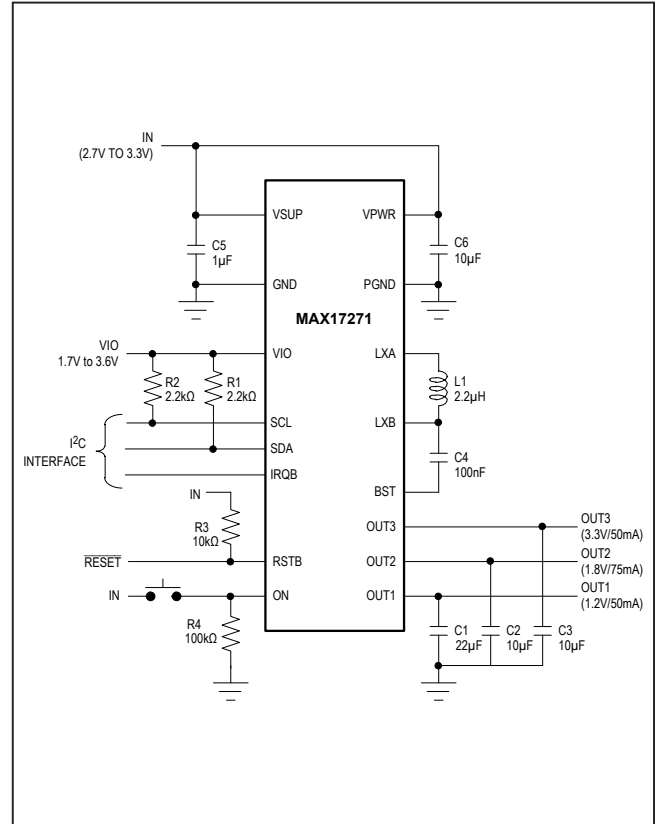 IN
(2.7V TO 3.3V)
VSUP
VPWR
C5
1µF
C6
10µF
GND
PGND
MAX17271
VIO
1.7V to 3.6V
VIO
LXA
R2
2.2kΩ
R1
2.2kΩ
L1
2.2µH
SCL
LXB
I²C
INTERFACE
SDA
C4
100nF
IRQB
BST
IN
R3
10kΩ
OUT3
OUT3
(3.3V/50mA)
RESET
RSTB
OUT2
OUT2
(1.8V/75mA)
IN
ON
OUT1
OUT1
(1.2V/50mA)
R4
100kΩ
C1
22µF
C2
10µF
C3
10µF